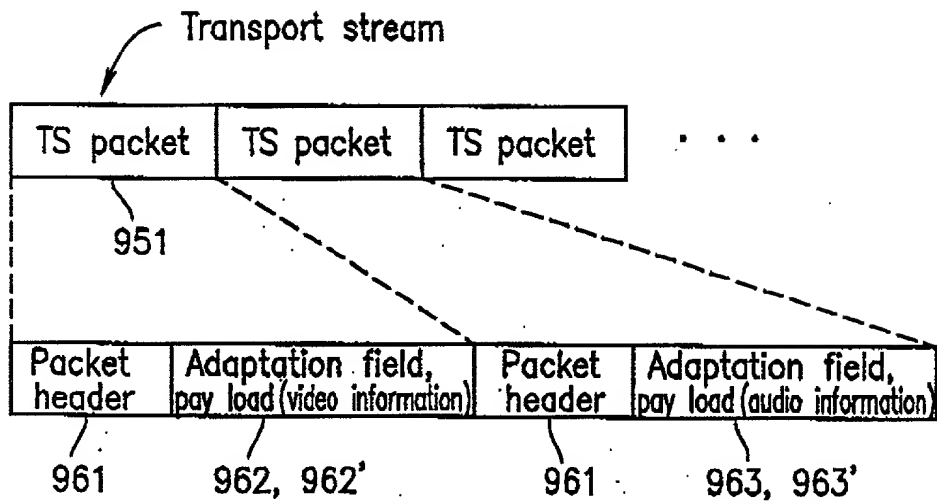 Transport stream
TS packet TS packet TS packet . . .
951
Packet header Adaptation field, pay load (video information) Packet header Adaptation field, pay load (audio information)
961 962, 962' 961 963, 963'